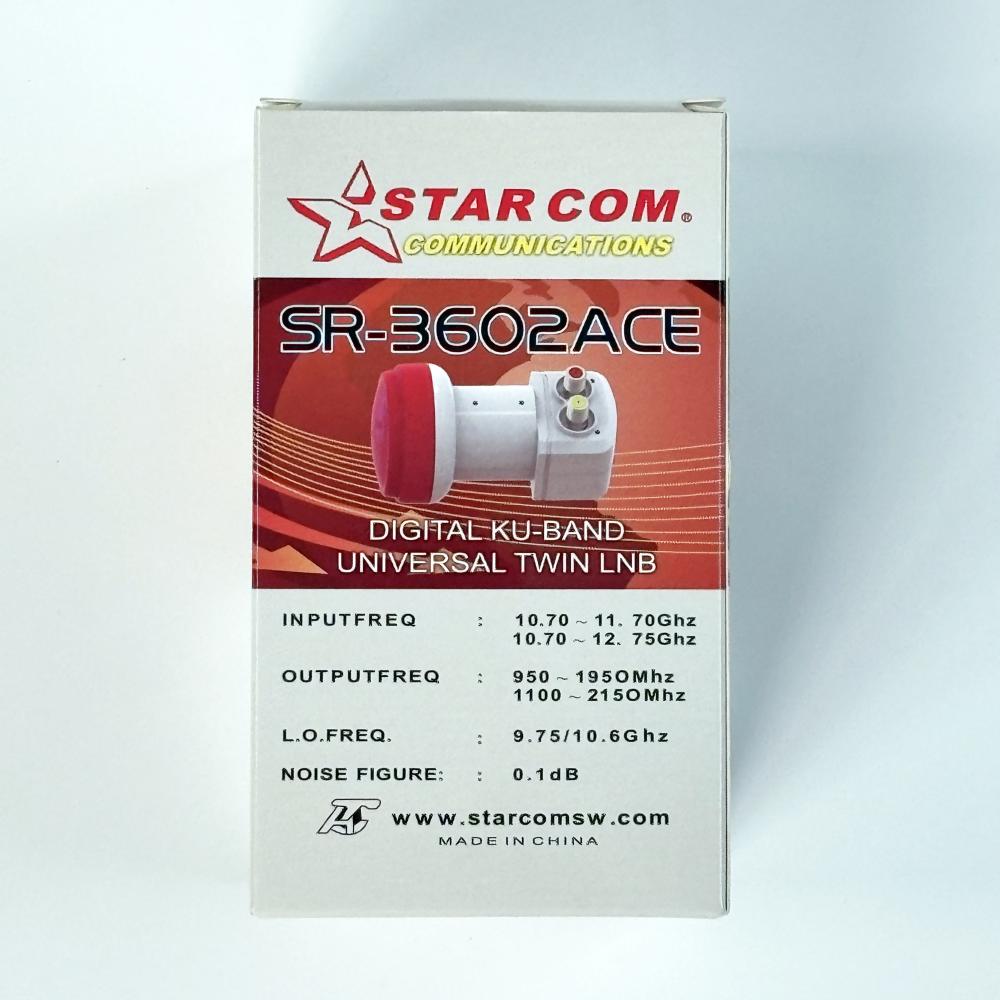 STAR COM®
COMMUNICATIONS
SR-3602ACE
DIGITAL KU-BAND
UNIVERSAL TWIN LNB
INPUTFREQ : 10.70 ~ 11. 70Ghz
10.70 ~ 12. 75Ghz
OUTPUTFREQ : 950 ~ 1950Mhz
1100 ~ 2150Mhz
L.O.FREQ. : 9.75/10.6Ghz
NOISE FIGURE: : 0.1dB
www.starcomsw.com
MADE IN CHINA